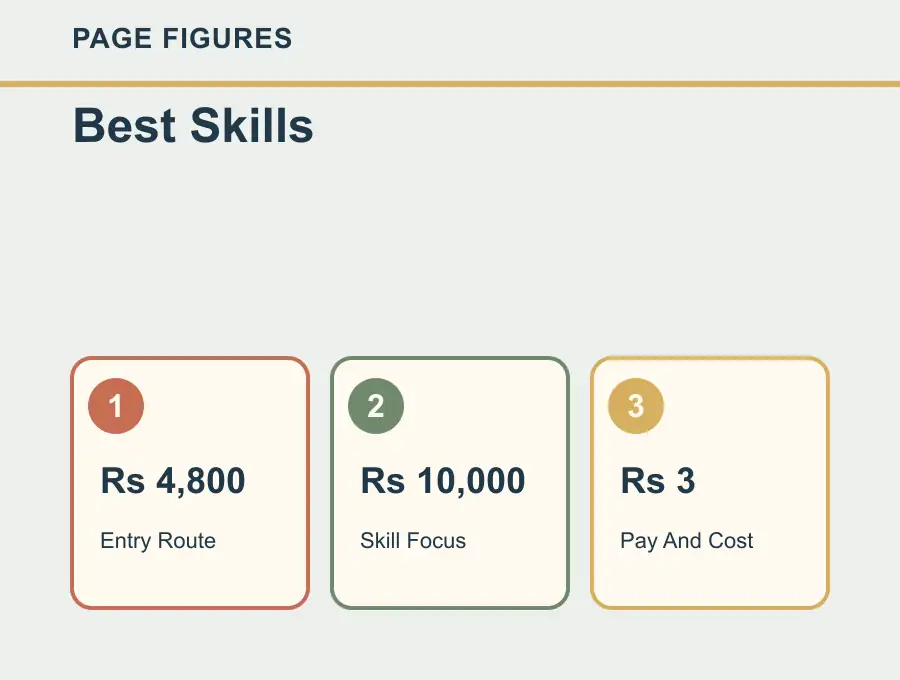 PAGE FIGURES
Best Skills
1
Rs 4,800
Entry Route
2
Rs 10,000
Skill Focus
3
Rs 3
Pay And Cost